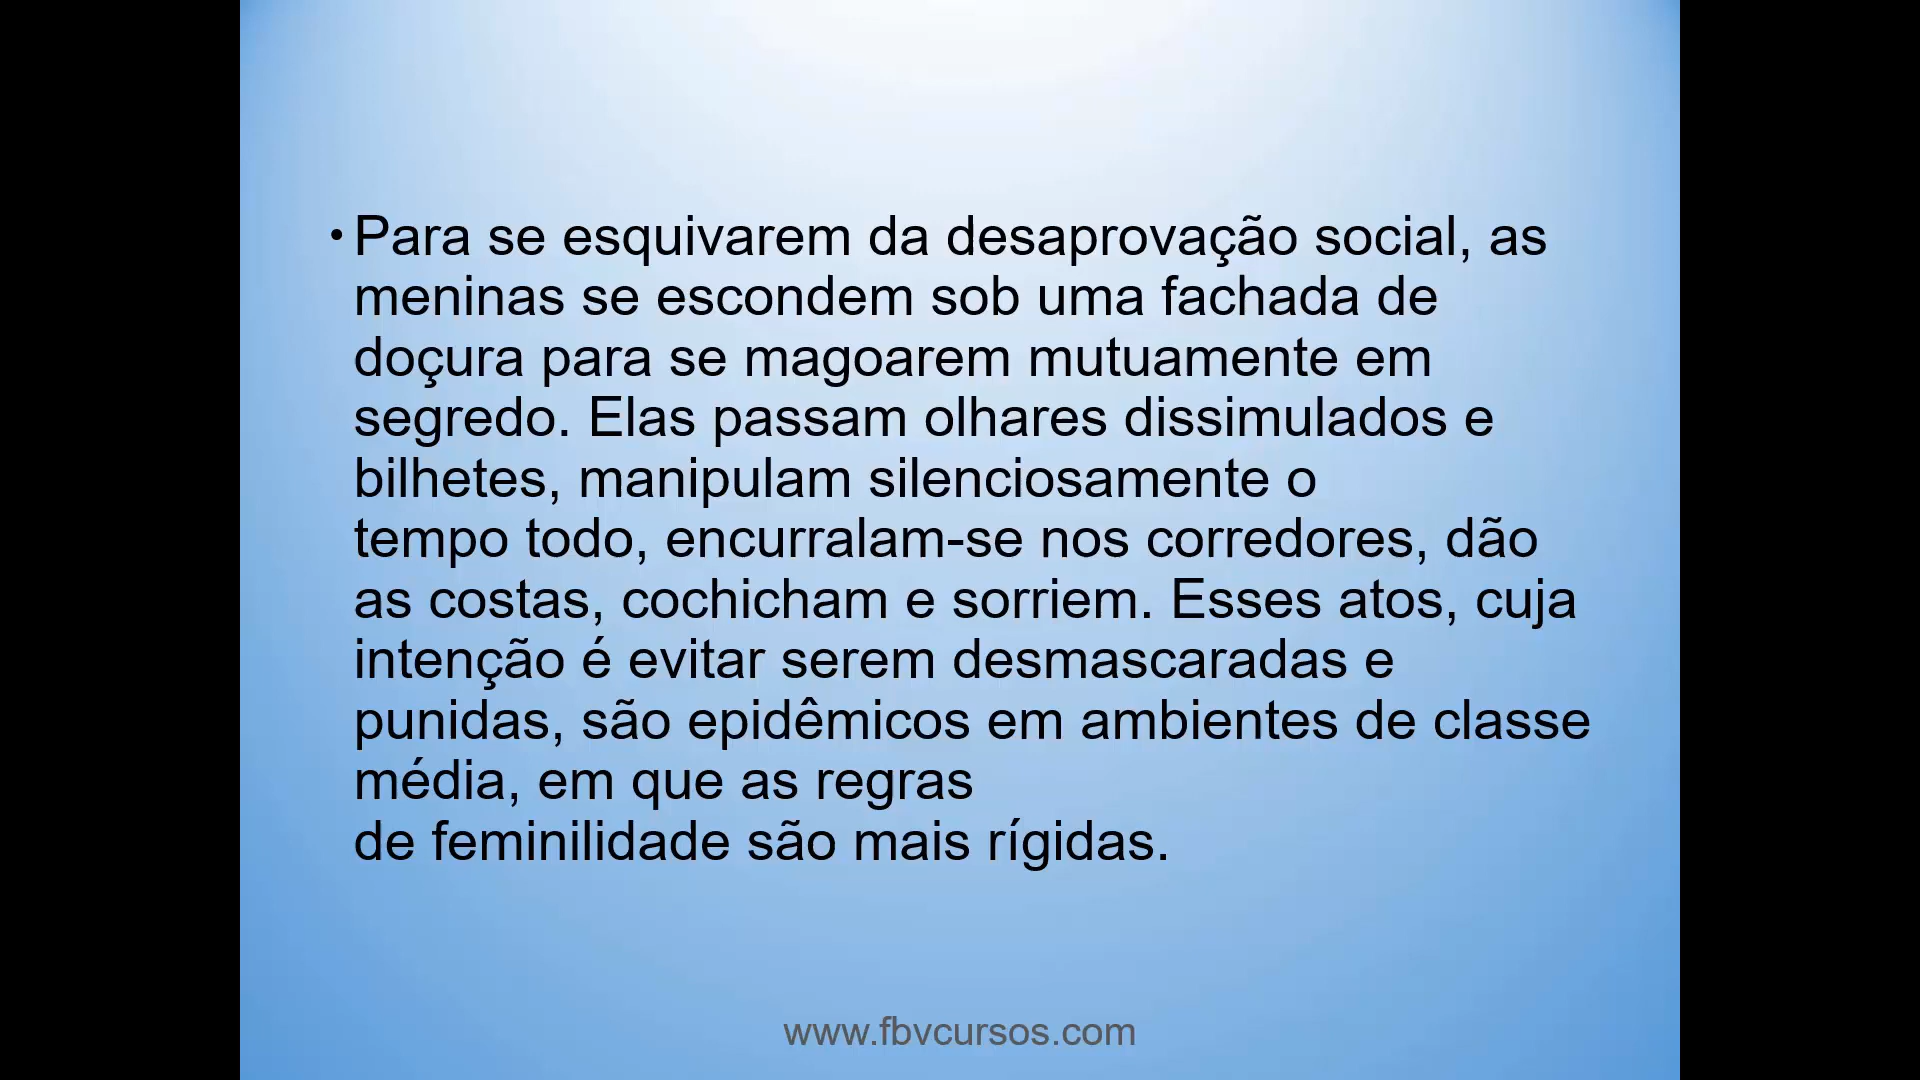 • Para se esquivarem da desaprovação social, as
meninas se escondem sob uma fachada de
doçura para se magoarem mutuamente em
segredo. Elas passam olhares dissimulados e
bilhetes, manipulam silenciosamente o
tempo todo, encurralam-se nos corredores, dão
as costas, cochicham e sorriem. Esses atos, cuja
intenção é evitar serem desmascaradas e
punidas, são epidêmicos em ambientes de classe
média, em que as regras
de feminilidade são mais rígidas.
www.fbvcursos.com